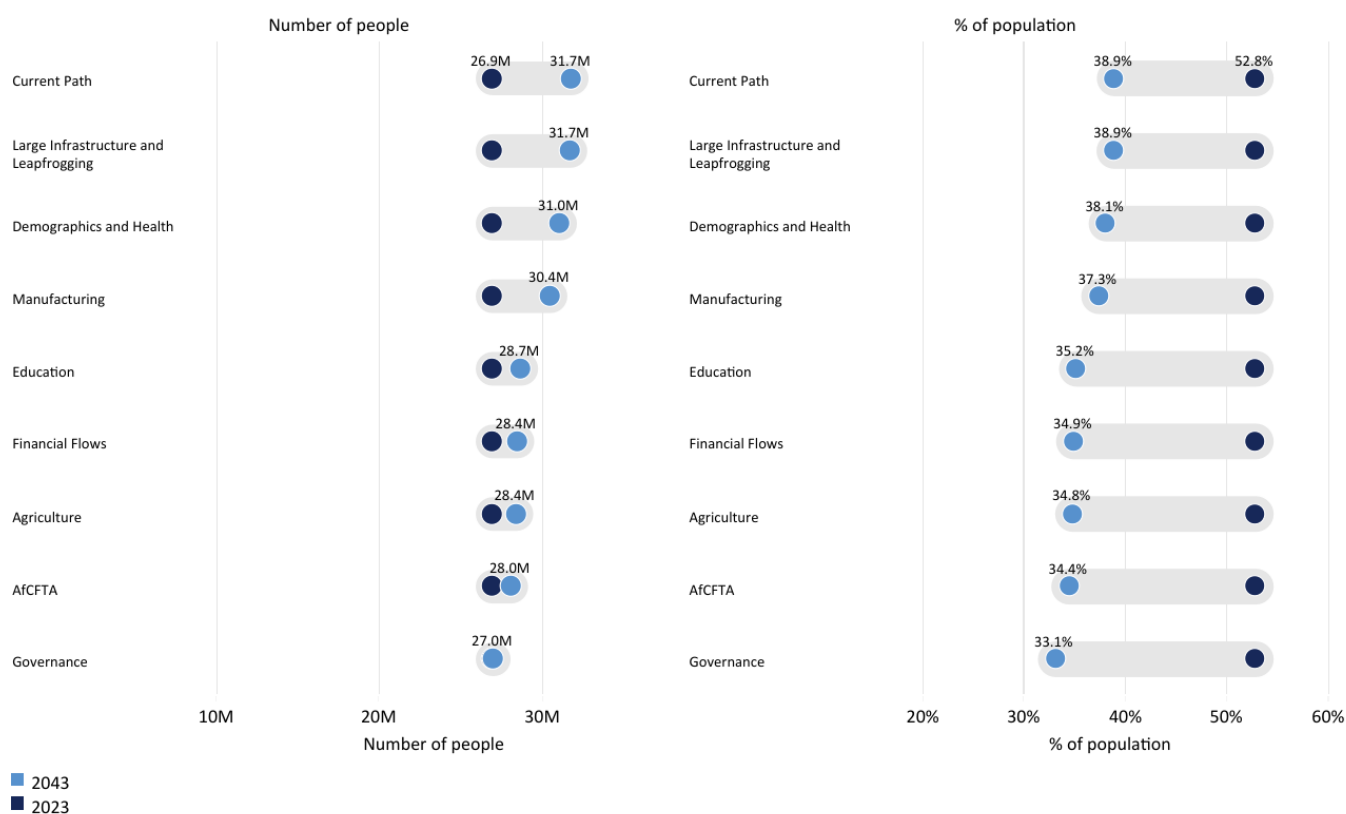 Number of people
26.9M 31.7M
Current Path
31.7M
Large Infrastructure and
Leapfrogging
31.0M
Demographics and Health
30.4M
Manufacturing
28.7M
Education
28.4M
Financial Flows
28.4M
Agriculture
28.0M
AfCFTA
27.0M
Governance
10M 20M 30M
Number of people
% of population
38.9% 52.8%
Current Path
38.9%
Large Infrastructure and
Leapfrogging
38.1%
Demographics and Health
37.3%
Manufacturing
35.2%
Education
34.9%
Financial Flows
34.8%
Agriculture
34.4%
AfCFTA
33.1%
Governance
20% 30% 40% 50% 60%
% of population
2043
2023